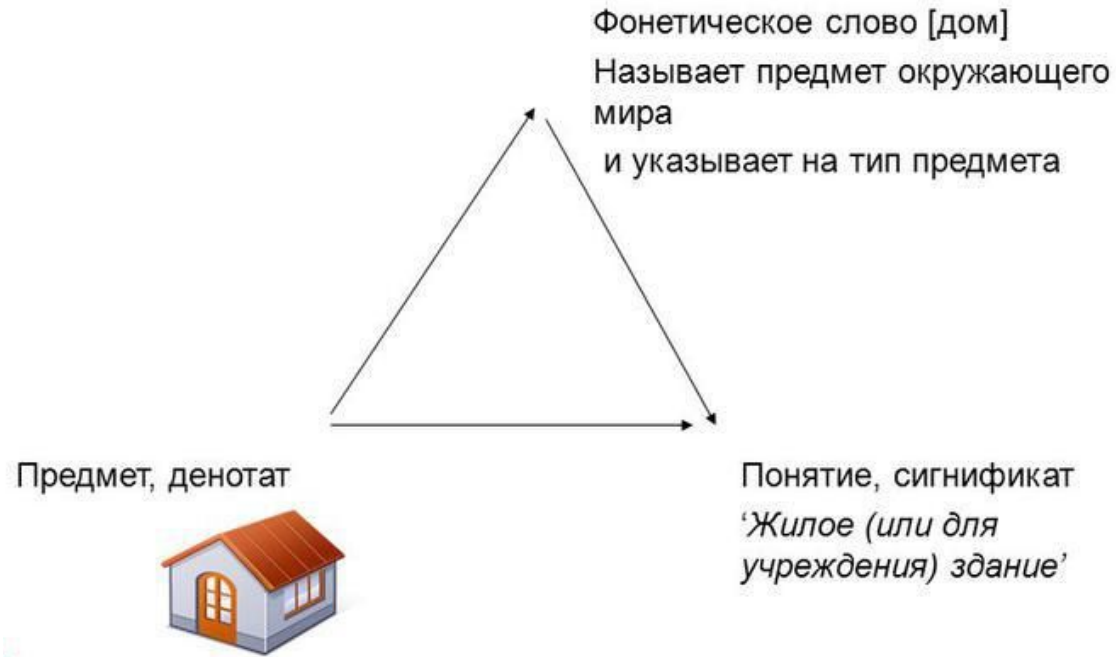 Фонетическое слово [дом]
Называет предмет окружающего
мира
и указывает на тип предмета
Предмет, денотат
Понятие, сигнификат
‘Жилое (или для
учреждения) здание’